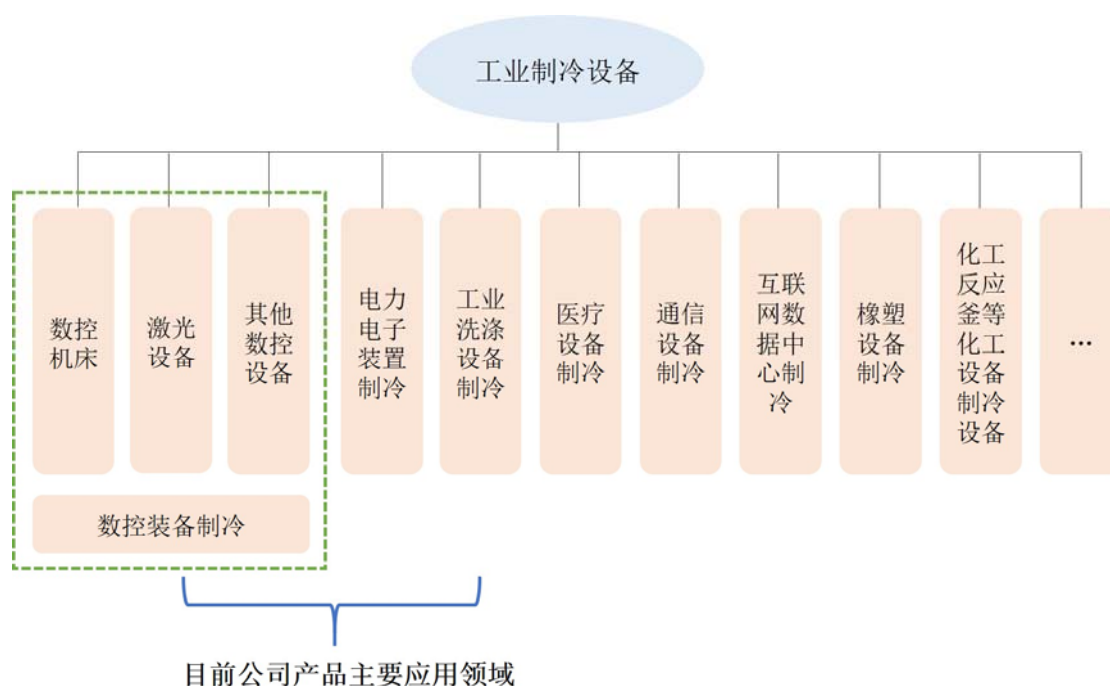 工业制冷设备
数控
机床
激光
设备
其他
数控
设备
电力
电子
装置
制冷
工业
洗涤
设备
制冷
医疗
设备
制冷
通信
设备
制冷
互联
网数
据中
心制
冷
橡塑
设备
制冷
化工
反应
釜等
化工
设备
制冷
设备
...
数控装备制冷
目前公司产品主要应用领域